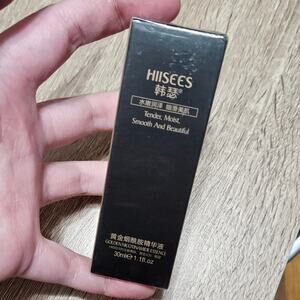 HIISEES
韩瑟®
水嫩润泽 细滑美肌
Tender, Moist,
Smooth And Beautiful
黄金烟酰胺精华液
GOLDEN NICOTINAMIDE ESSENCE
30ml℮1.1fl.oz